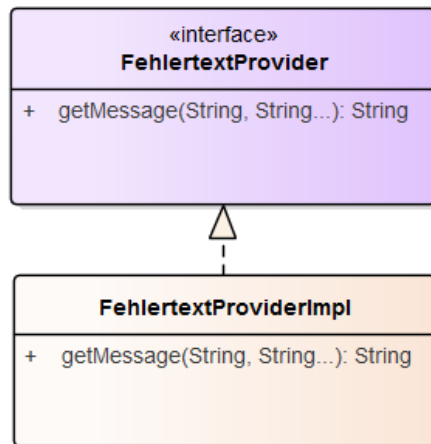 «interface»
FehlertextProvider
+ getMessage(String, String...): String
FehlertextProviderImpl
+ getMessage(String, String...): String